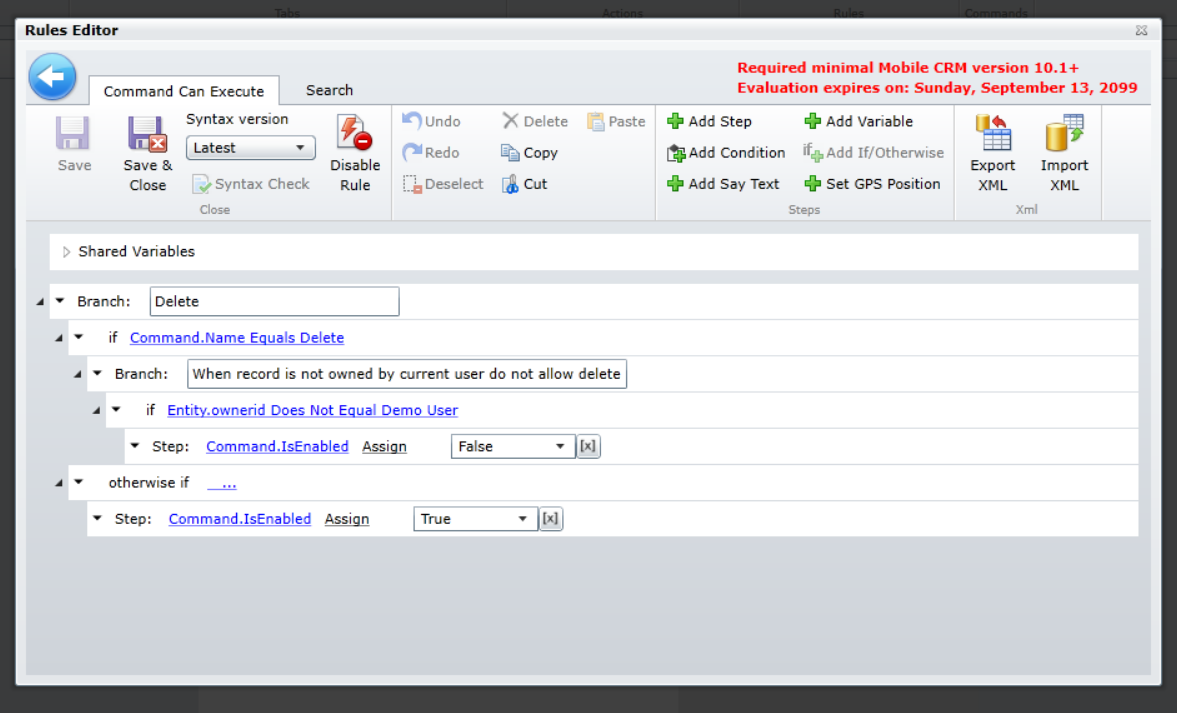 Tabs Actions Rules Commands
Rules Editor
Required minimal Mobile CRM version 10.1+
Evaluation expires on: Sunday, September 13, 2099
Command Can Execute Search
Save
Save & Close
Syntax version
Latest
Syntax Check
Disable Rule
Close
Undo Delete Paste
Redo Copy
Deselect Cut
Add Step Add Variable
Add Condition if Add If/Otherwise
Add Say Text Set GPS Position
Steps
Export XML
Import XML
Xml
Shared Variables
Branch: Delete
if Command.Name Equals Delete
Branch: When record is not owned by current user do not allow delete
if Entity.ownerid Does Not Equal Demo User
Step: Command.IsEnabled Assign False [x]
otherwise if ...
Step: Command.IsEnabled Assign True [x]